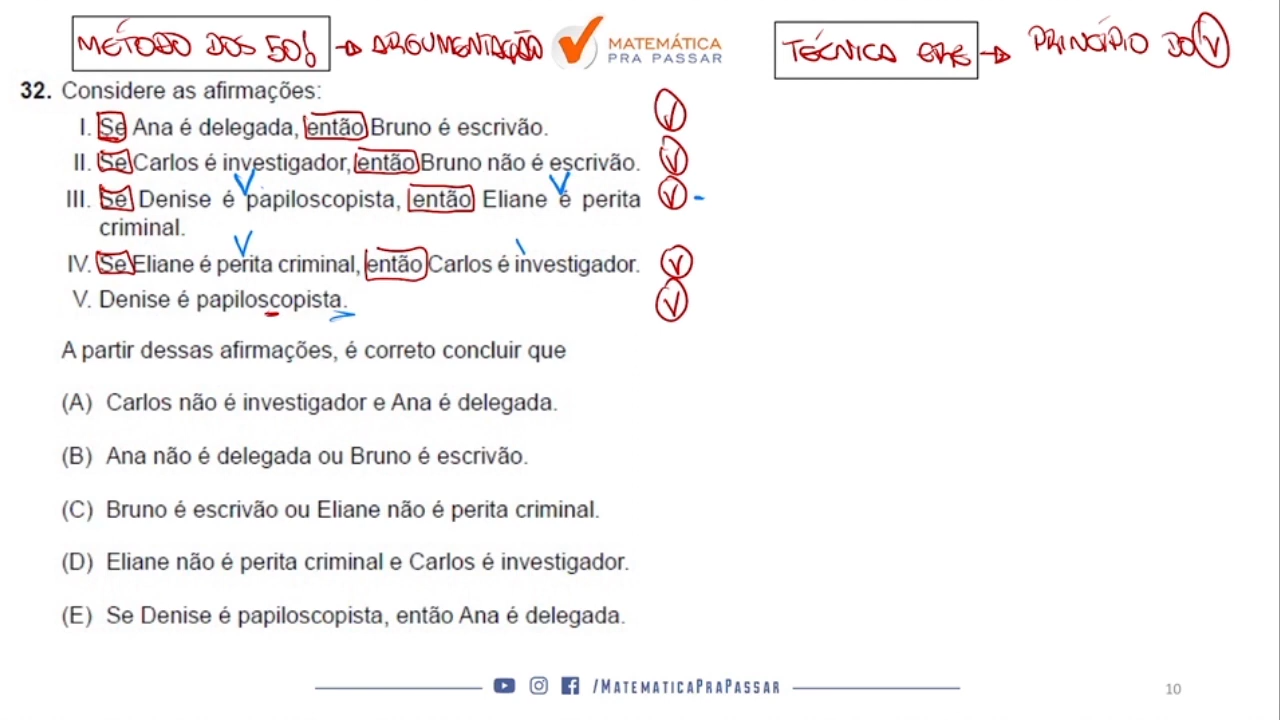 MÉTODO DOS 50! → ARGUMENTAÇÃO MATEMÁTICA PRA PASSAR TÉCNICA → PRINCÍPIO DO V
32. Considere as afirmações:
I. Se Ana é delegada, então Bruno é escrivão. V
II. Se Carlos é investigador, então Bruno não é escrivão. V
III. Se Denise é papiloscopista, então Eliane é perita V
criminal.
IV. Se Eliane é perita criminal, então Carlos é investigador. V
V. Denise é papiloscopista. V
A partir dessas afirmações, é correto concluir que
(A) Carlos não é investigador e Ana é delegada.
(B) Ana não é delegada ou Bruno é escrivão.
(C) Bruno é escrivão ou Eliane não é perita criminal.
(D) Eliane não é perita criminal e Carlos é investigador.
(E) Se Denise é papiloscopista, então Ana é delegada.
/MATEMATICAPRAPASSAR
10